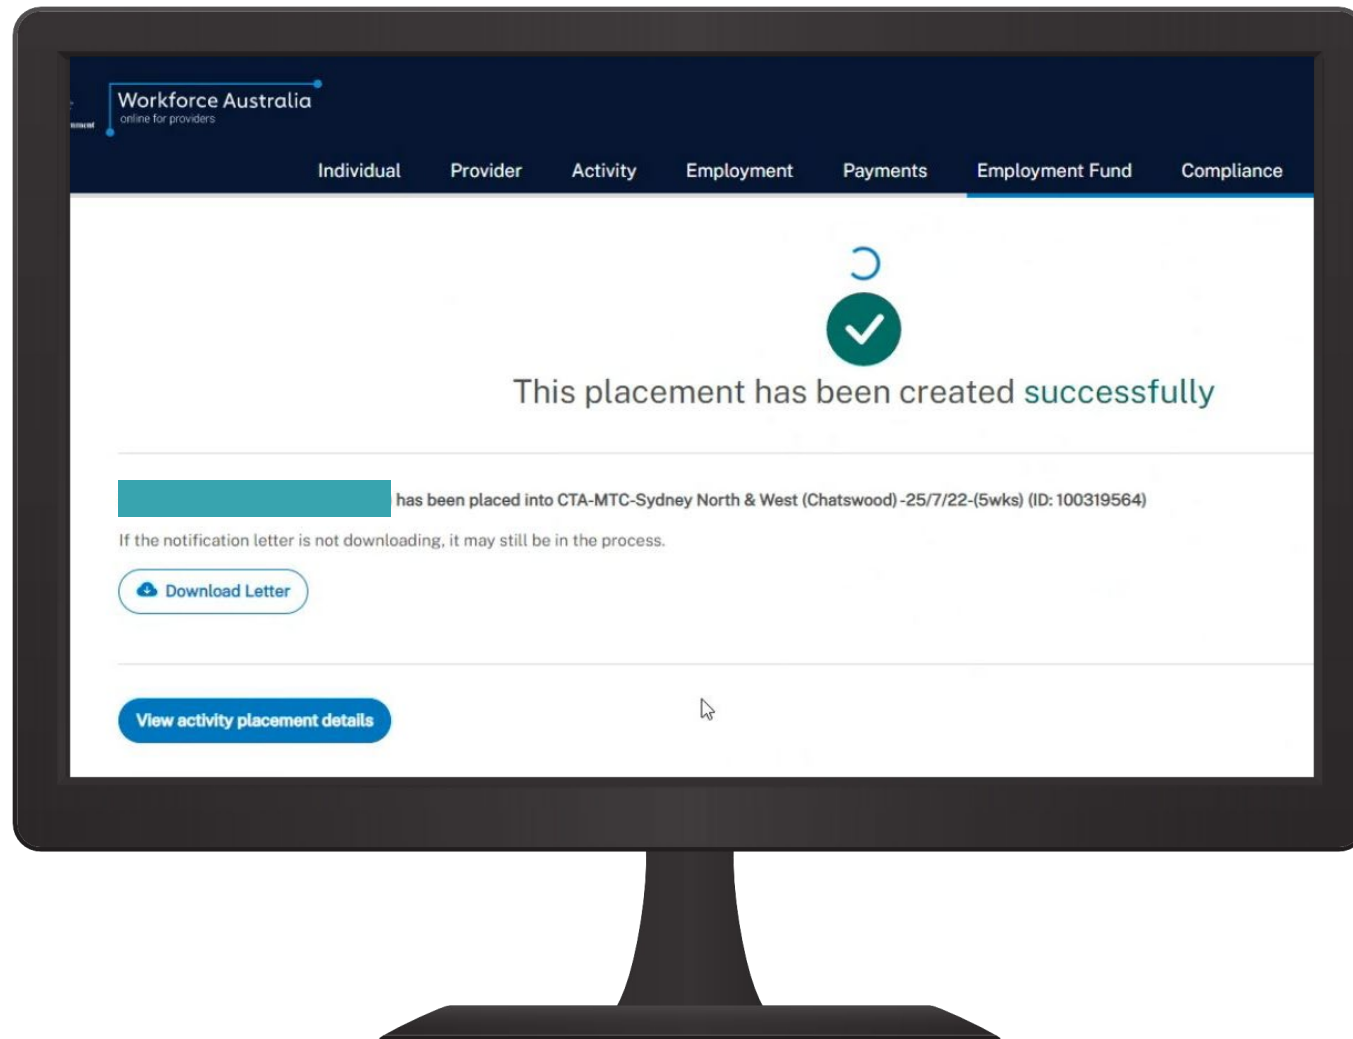 Workforce Australia
online for providers
Individual Provider Activity Employment Payments Employment Fund Compliance
This placement has been created successfully
has been placed into CTA-MTC-Sydney North & West (Chatswood) -25/7/22-(5wks) (ID: 100319564)
If the notification letter is not downloading, it may still be in the process.
Download Letter
View activity placement details